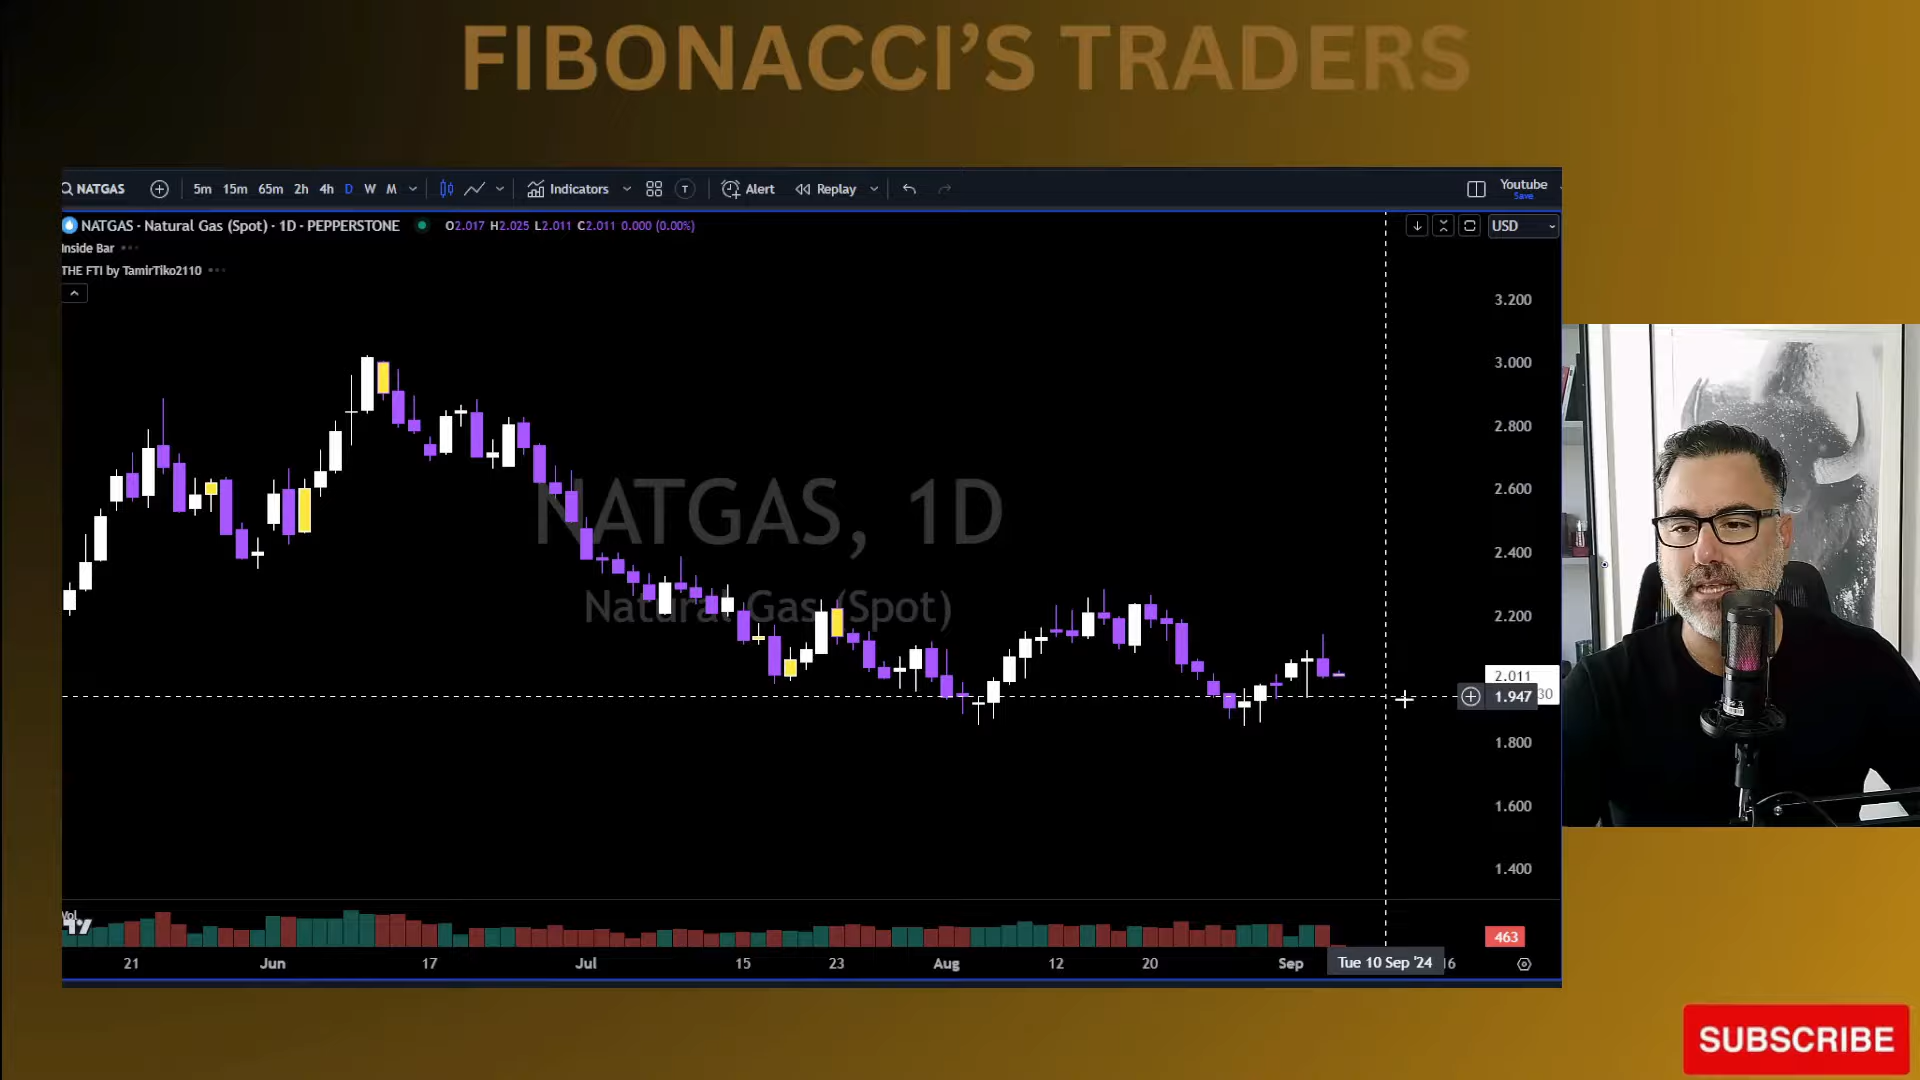 FIBONACCI’S TRADERS
NATGAS 5m 15m 65m 2h 4h D W M Indicators T Alert Replay Youtube
Save
NATGAS · Natural Gas (Spot) · 1D · PEPPERSTONE O2.017 H2.025 L2.011 C2.011 0.000 (0.00%) USD
Inside Bar
THE FTI by TamirTiko2110
3.200
3.000
2.800
2.600
NATGAS, 1D
2.400
Natural Gas (Spot)
2.200
2.011
1.947 30
1.800
1.600
1.400
Vol
463
21 Jun 17 Jul 15 23 Aug 12 20 Sep Tue 10 Sep '24 16
SUBSCRIBE